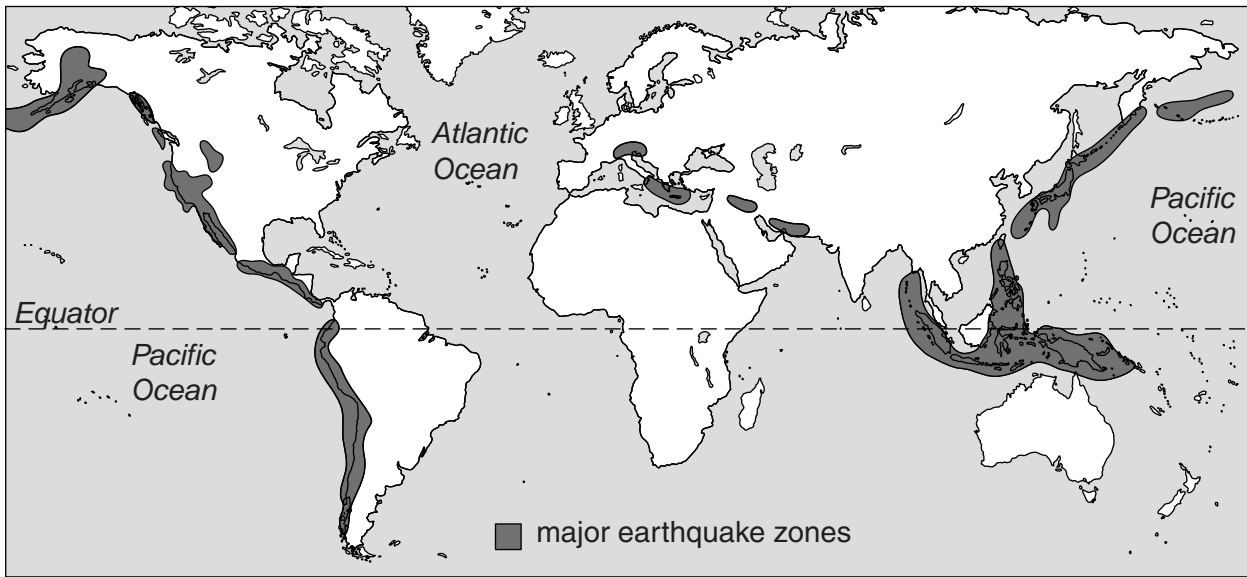 Atlantic
Ocean
Pacific
Ocean
Equator
Pacific
Ocean
major earthquake zones